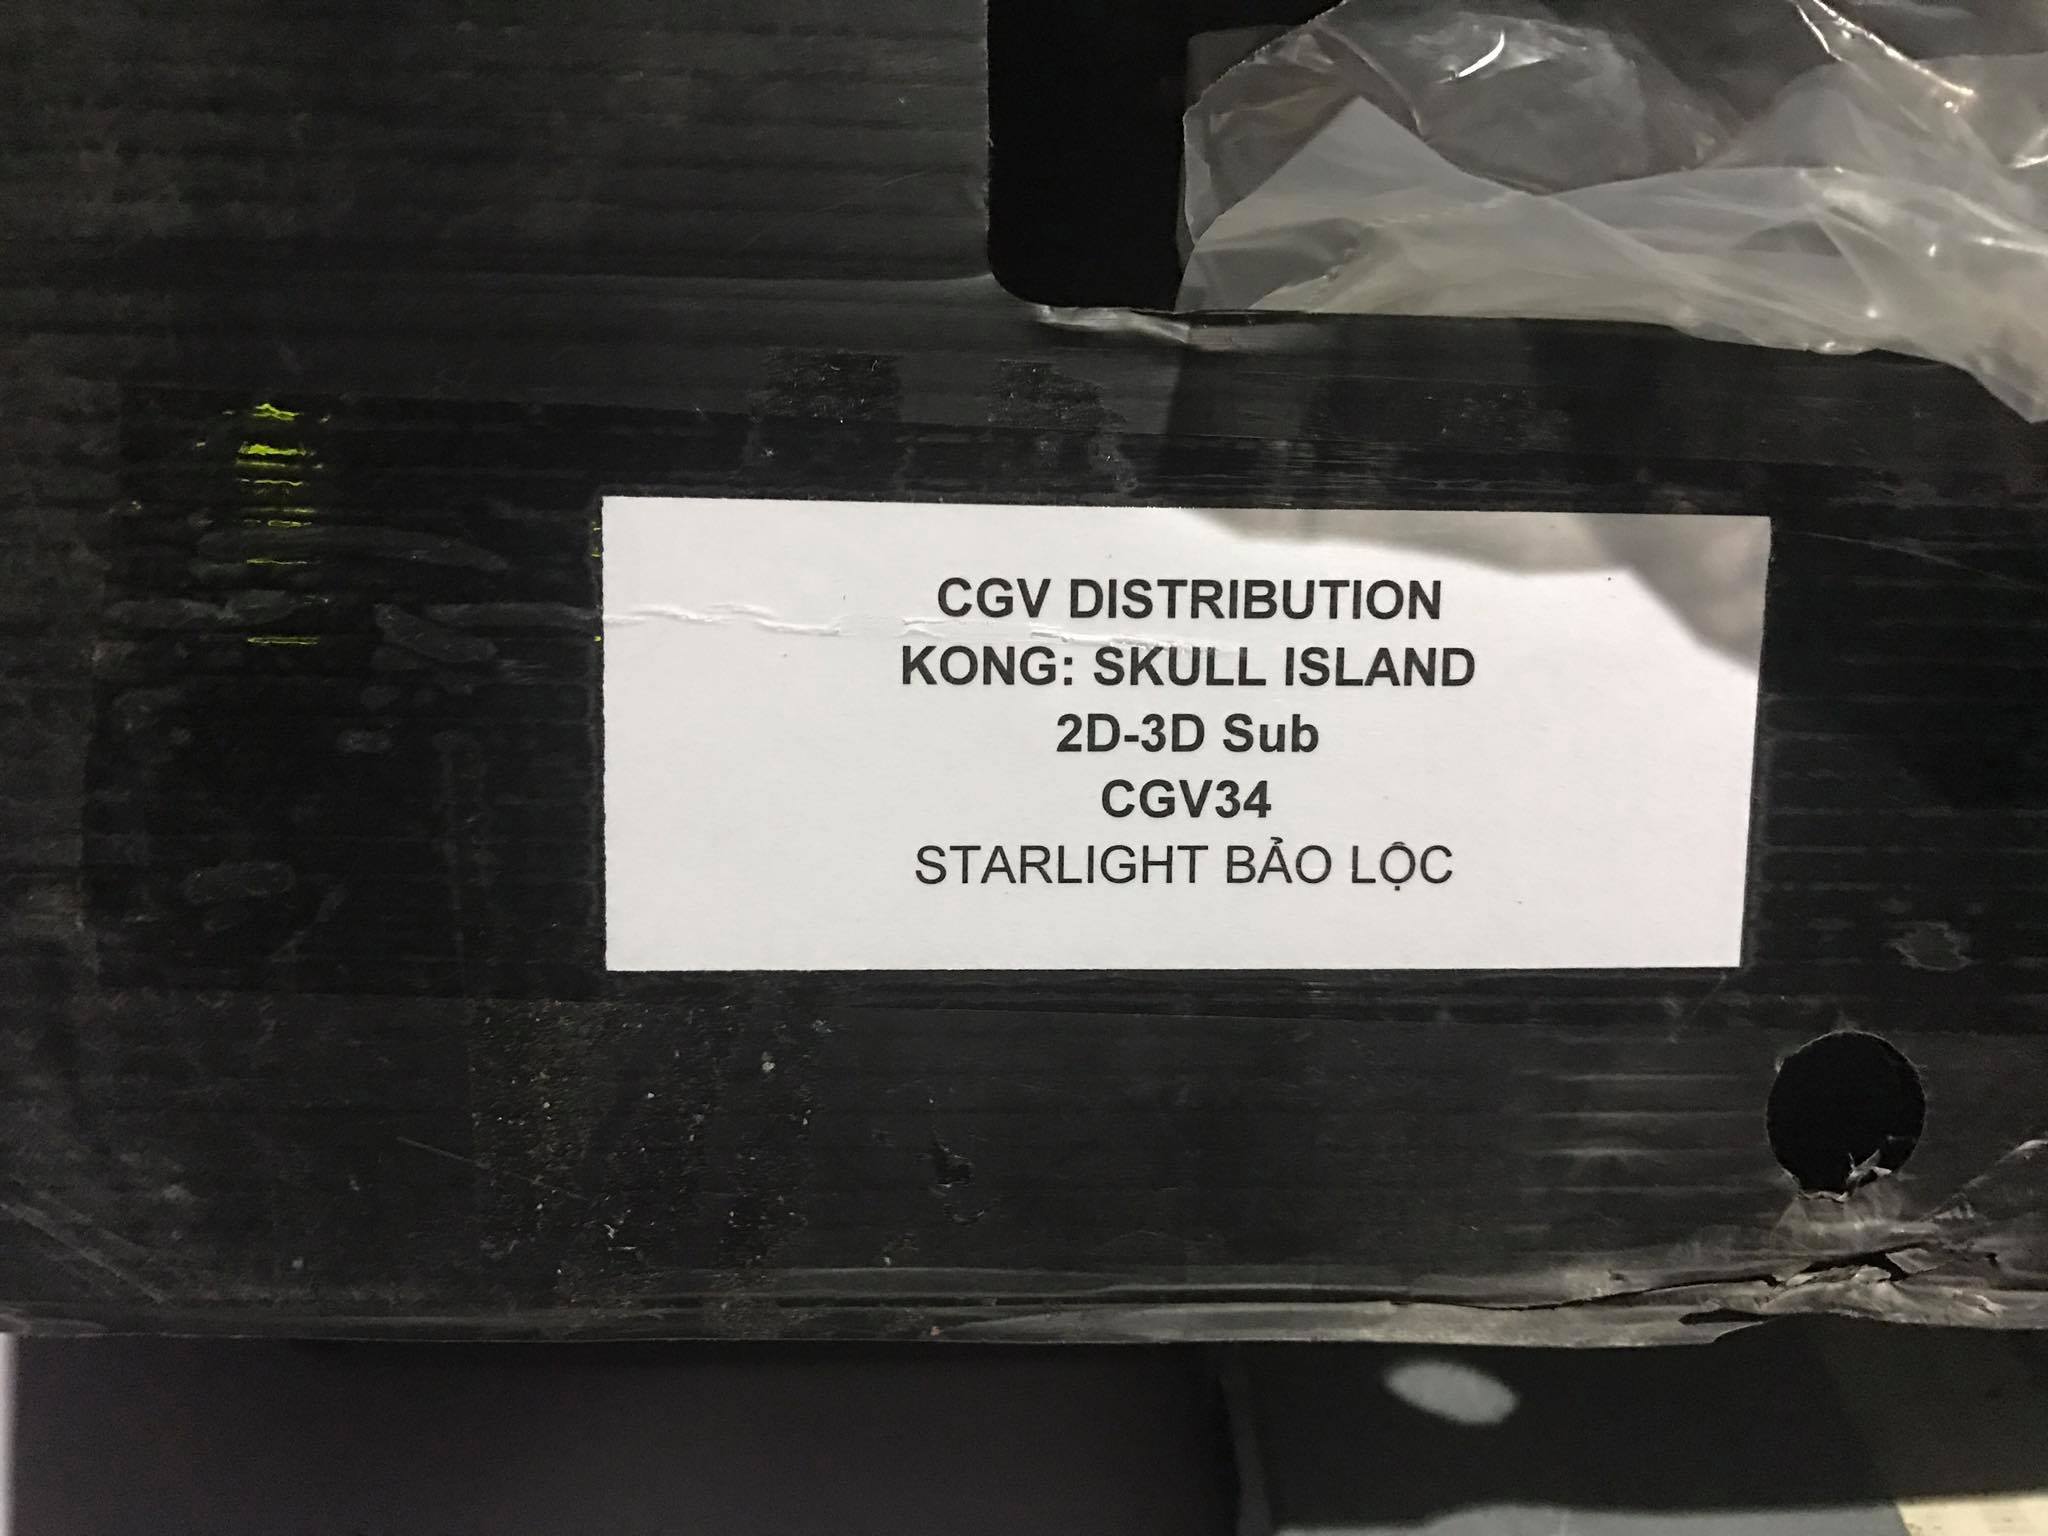 CGV DISTRIBUTION
KONG: SKULL ISLAND
2D-3D Sub
CGV34
STARLIGHT BẢO LỘC